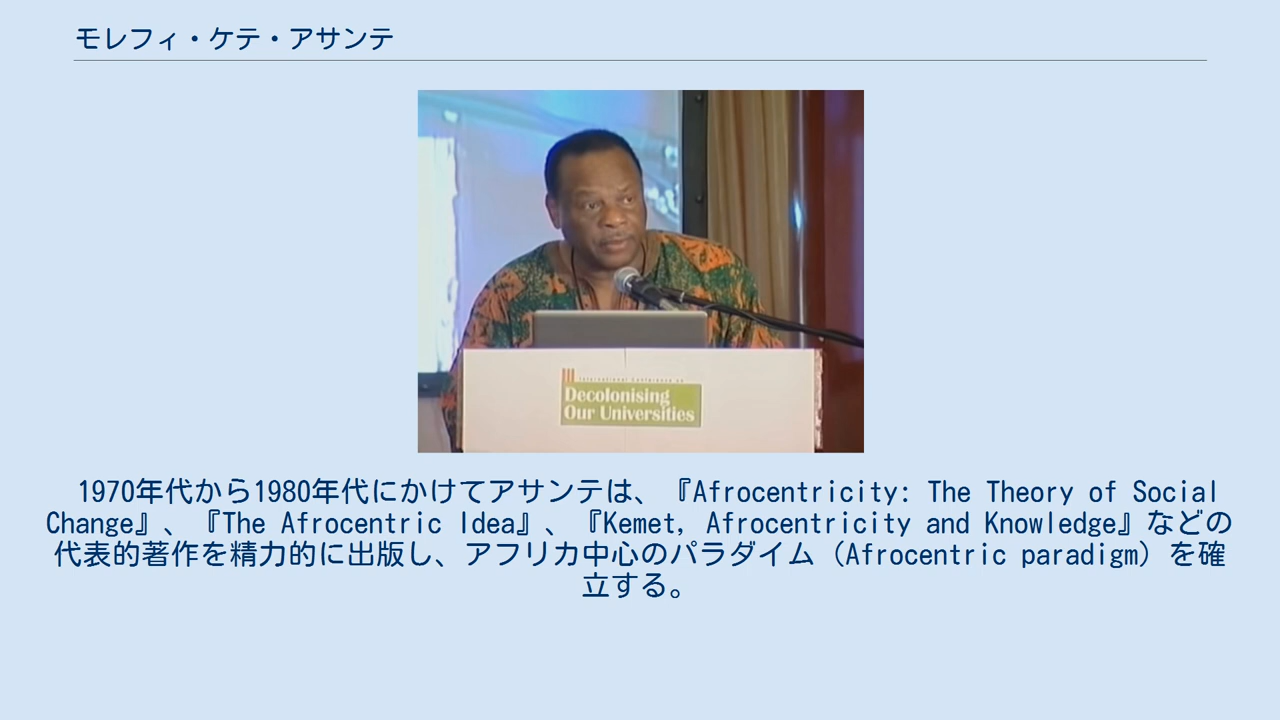 モレフィ・ケテ・アサンテ
International Conference on
Decolonising
Our Universities
1970年代から1980年代にかけてアサンテは、『Afrocentricity: The Theory of Social
Change』、『The Afrocentric Idea』、『Kemet, Afrocentricity and Knowledge』などの
代表的著作を精力的に出版し、アフリカ中心のパラダイム（Afrocentric paradigm）を確
立する。